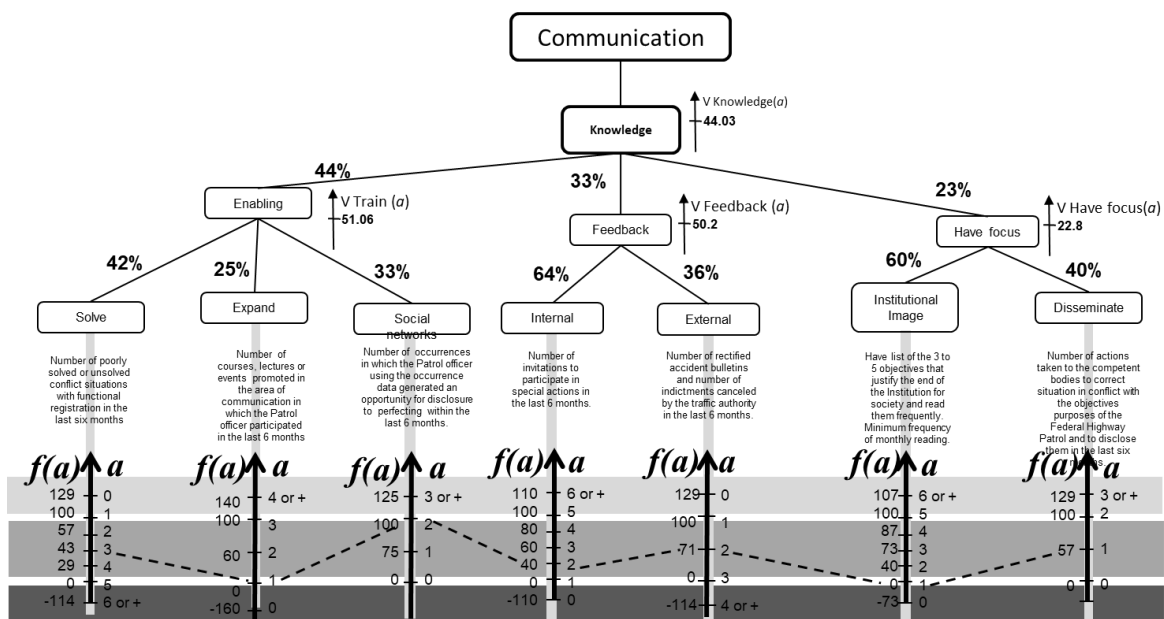 Communication
V Knowledge(a)
44.03
Knowledge
44%
33%
23%
Enabling
V Train (a)
51.06
Feedback
V Feedback (a)
50.2
Have focus
V Have focus(a)
22.8
42%
25%
33%
64%
36%
60%
40%
Solve
Expand
Social
networks
Internal
External
Institutional
Image
Disseminate
Number of poorly
solved or unsolved
conflict situations
with functional
registration in the
last six months
Number of
courses, lectures or
events promoted in
the area of
communication in
which the Patrol
officer participated
in the last 6 months
Number of occurrences
in which the Patrol officer
using the occurrence
data generated an
opportunity for disclosure
to perfecting within the
last 6 months.
Number of
invitations to
participate in
special actions in
the last 6 months.
Number of rectified
accident bulletins
and number of
indictments canceled
by the traffic authority
in the last 6 months.
Have list of the 3 to
5 objectives that
justify the end of
the Institution for
society and read
them frequently.
Minimum frequency
of monthly reading.
Number of actions
taken to the competent
bodies to correct
situation in conflict with
the objectives
purposes of the
Federal Highway
Patrol and to disclose
them in the last six
f(a) a
129 0
100 1
57 2
43 3
29 4
0 5
-114 6 or +
f(a) a
140 4 or +
100 3
60 2
0 1
-160 0
f(a) a
125 3 or +
100 2
75 1
0 0
f(a) a
110 6 or +
100 5
80 4
60 3
40 2
0 1
-110 0
f(a) a
129 0
100 1
71 2
0 3
-114 4 or +
f(a) a
107 6 or +
100 5
87 4
73 3
40 2
0 1
-73 0
f(a) a
129 3 or +
100 2
57 1
0 0